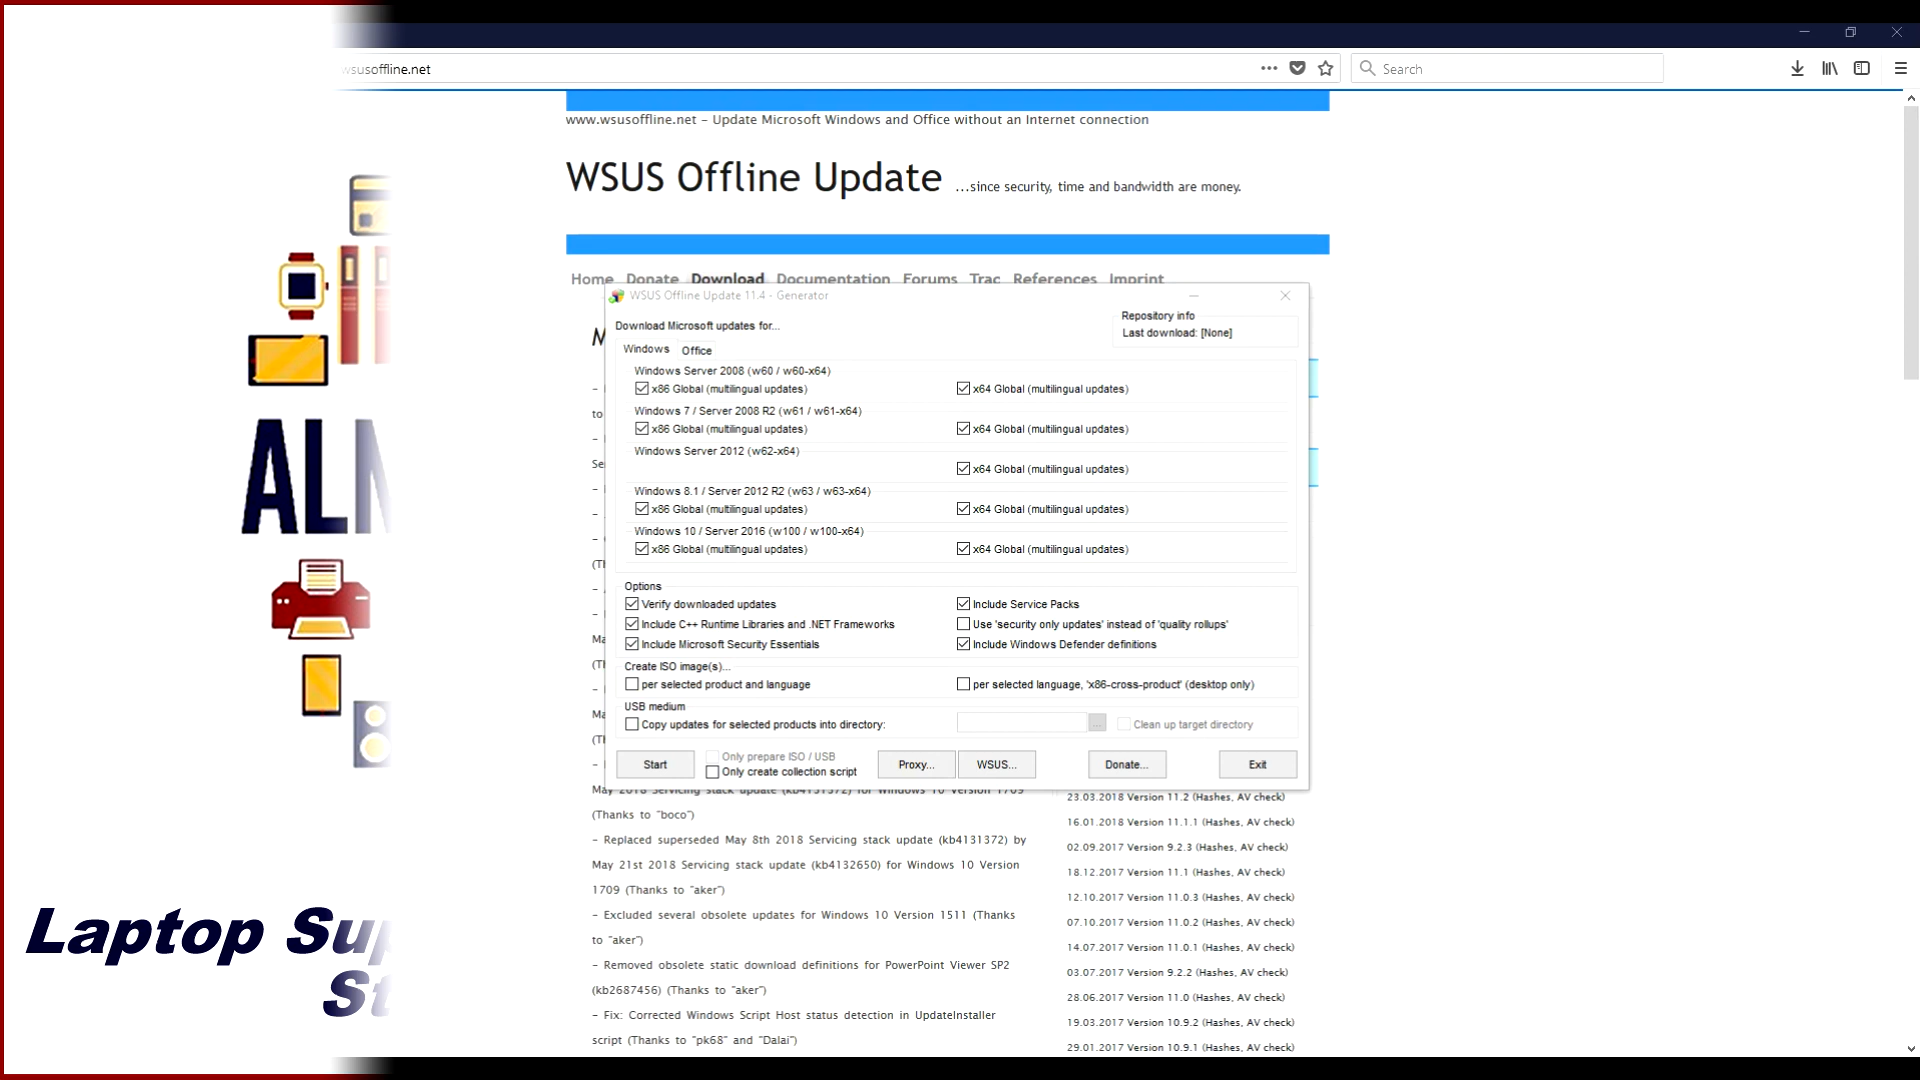 wsusoffline.net
Search
www.wsusoffline.net – Update Microsoft Windows and Office without an Internet connection
WSUS Offline Update ...since security, time and bandwidth are money.
Home Donate Download Documentation Forums Trac References Imprint
WSUS Offline Update 11.4 - Generator
Download Microsoft updates for...
Repository info
Last download: [None]
Windows Office
Windows Server 2008 (w60 / w60-x64)
x86 Global (multilingual updates) x64 Global (multilingual updates)
Windows 7 / Server 2008 R2 (w61 / w61-x64)
x86 Global (multilingual updates) x64 Global (multilingual updates)
Windows Server 2012 (w62-x64)
x64 Global (multilingual updates)
Windows 8.1 / Server 2012 R2 (w63 / w63-x64)
x86 Global (multilingual updates) x64 Global (multilingual updates)
Windows 10 / Server 2016 (w100 / w100-x64)
x86 Global (multilingual updates) x64 Global (multilingual updates)
Options
Verify downloaded updates Include Service Packs
Include C++ Runtime Libraries and .NET Frameworks Use 'security only updates' instead of 'quality rollups'
Include Microsoft Security Essentials Include Windows Defender definitions
Create ISO image(s)...
per selected product and language per selected language, 'x86-cross-product' (desktop only)
USB medium
Copy updates for selected products into directory: ... Clean up target directory
Start Only prepare ISO / USB
Only create collection script
Proxy... WSUS... Donate... Exit
May 2018 Servicing stack update (kb4131372) for Windows 10 Version 1709
(Thanks to "boco")
– Replaced superseded May 8th 2018 Servicing stack update (kb4131372) by
May 21st 2018 Servicing stack update (kb4132650) for Windows 10 Version
1709 (Thanks to "aker")
– Excluded several obsolete updates for Windows 10 Version 1511 (Thanks
to "aker")
– Removed obsolete static download definitions for PowerPoint Viewer SP2
(kb2687456) (Thanks to "aker")
– Fix: Corrected Windows Script Host status detection in UpdateInstaller
script (Thanks to "pk68" and "Dalai")
23.03.2018 Version 11.2 (Hashes, AV check)
16.01.2018 Version 11.1.1 (Hashes, AV check)
02.09.2017 Version 9.2.3 (Hashes, AV check)
18.12.2017 Version 11.1 (Hashes, AV check)
12.10.2017 Version 11.0.3 (Hashes, AV check)
07.10.2017 Version 11.0.2 (Hashes, AV check)
14.07.2017 Version 11.0.1 (Hashes, AV check)
03.07.2017 Version 9.2.2 (Hashes, AV check)
28.06.2017 Version 11.0 (Hashes, AV check)
19.03.2017 Version 10.9.2 (Hashes, AV check)
29.01.2017 Version 10.9.1 (Hashes, AV check)
Laptop